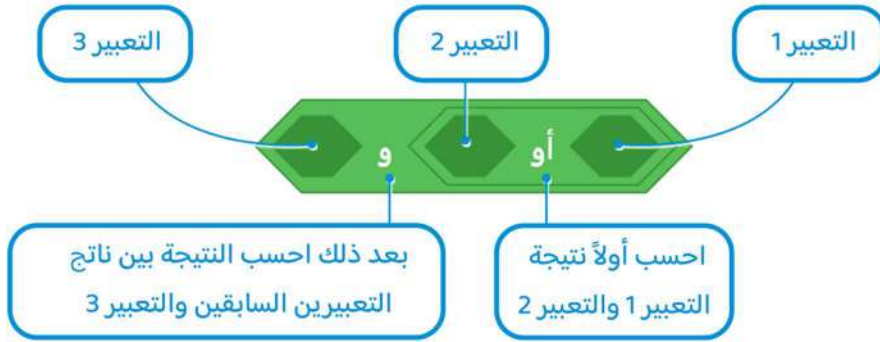 التعبير 1
التعبير 2
التعبير 3
أو
و
احسب أولاً نتيجة
التعبير 1 والتعبير 2
بعد ذلك احسب النتيجة بين ناتج
التعبيرين السابقين والتعبير 3